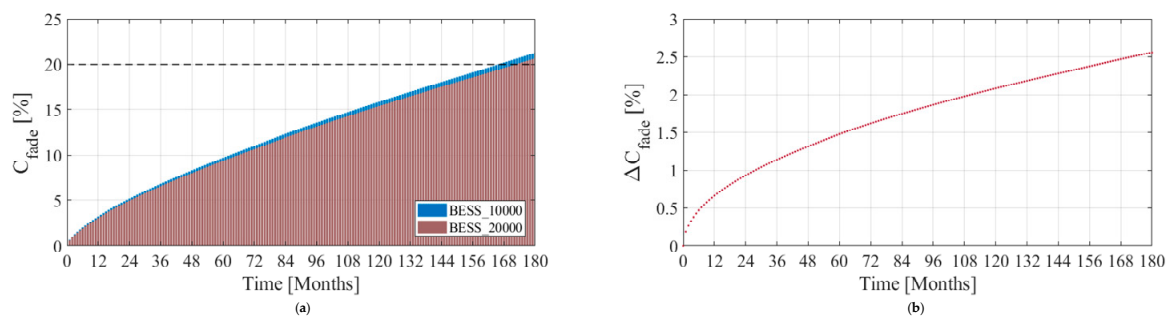 25
20
15
10
5
0
C_fade [%]
BESS_10000
BESS_20000
0 12 24 36 48 60 72 84 96 108 120 132 144 156 168 180
Time [Months]
(a)
3
2.5
2
1.5
1
0.5
0
ΔC_fade [%]
0 12 24 36 48 60 72 84 96 108 120 132 144 156 168 180
Time [Months]
(b)